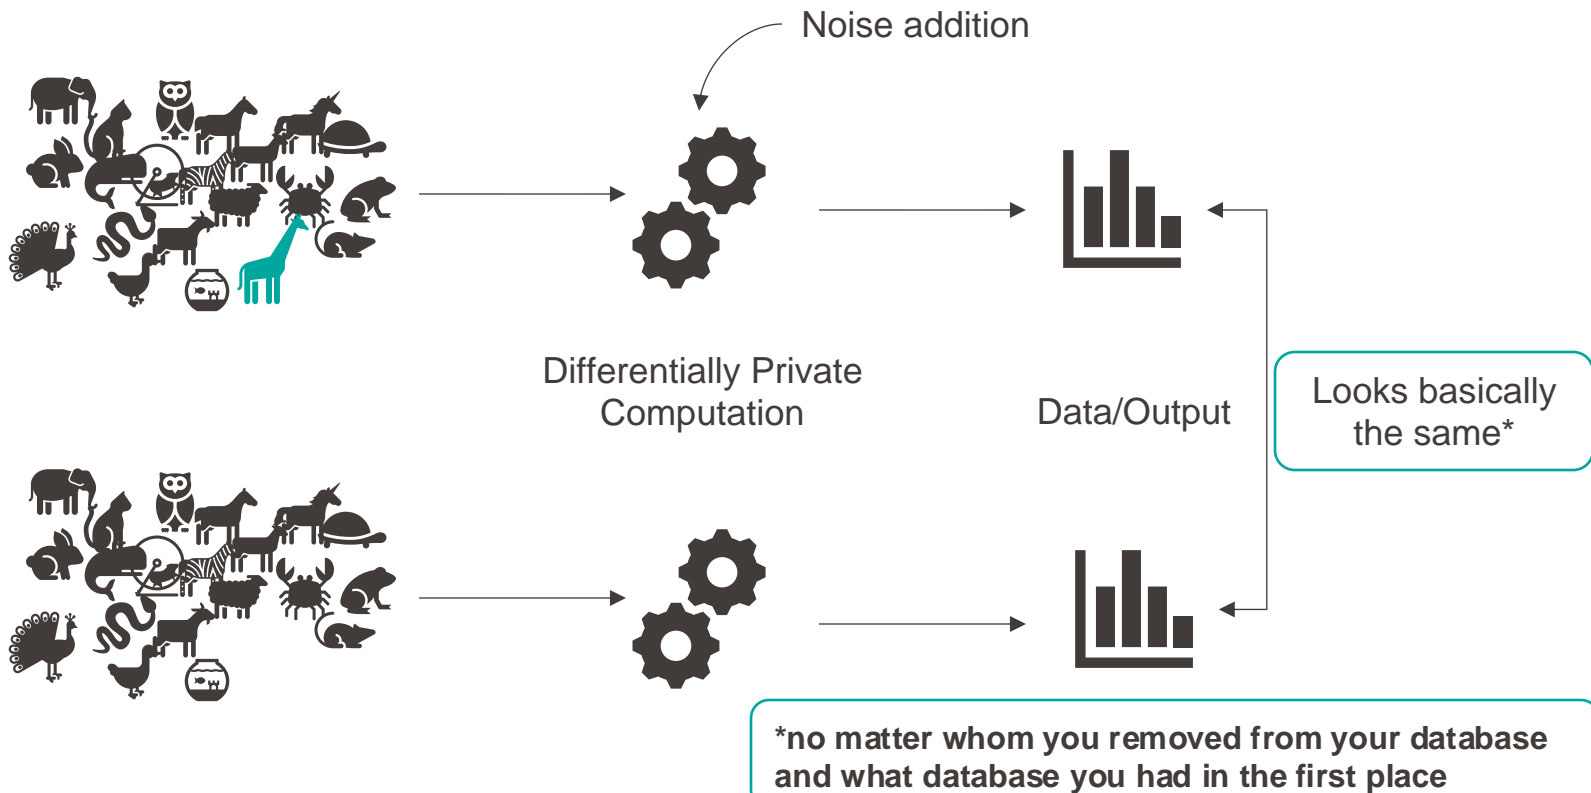 Noise addition
Differentially Private
Computation
Data/Output
Looks basically
the same*
*no matter whom you removed from your database
and what database you had in the first place